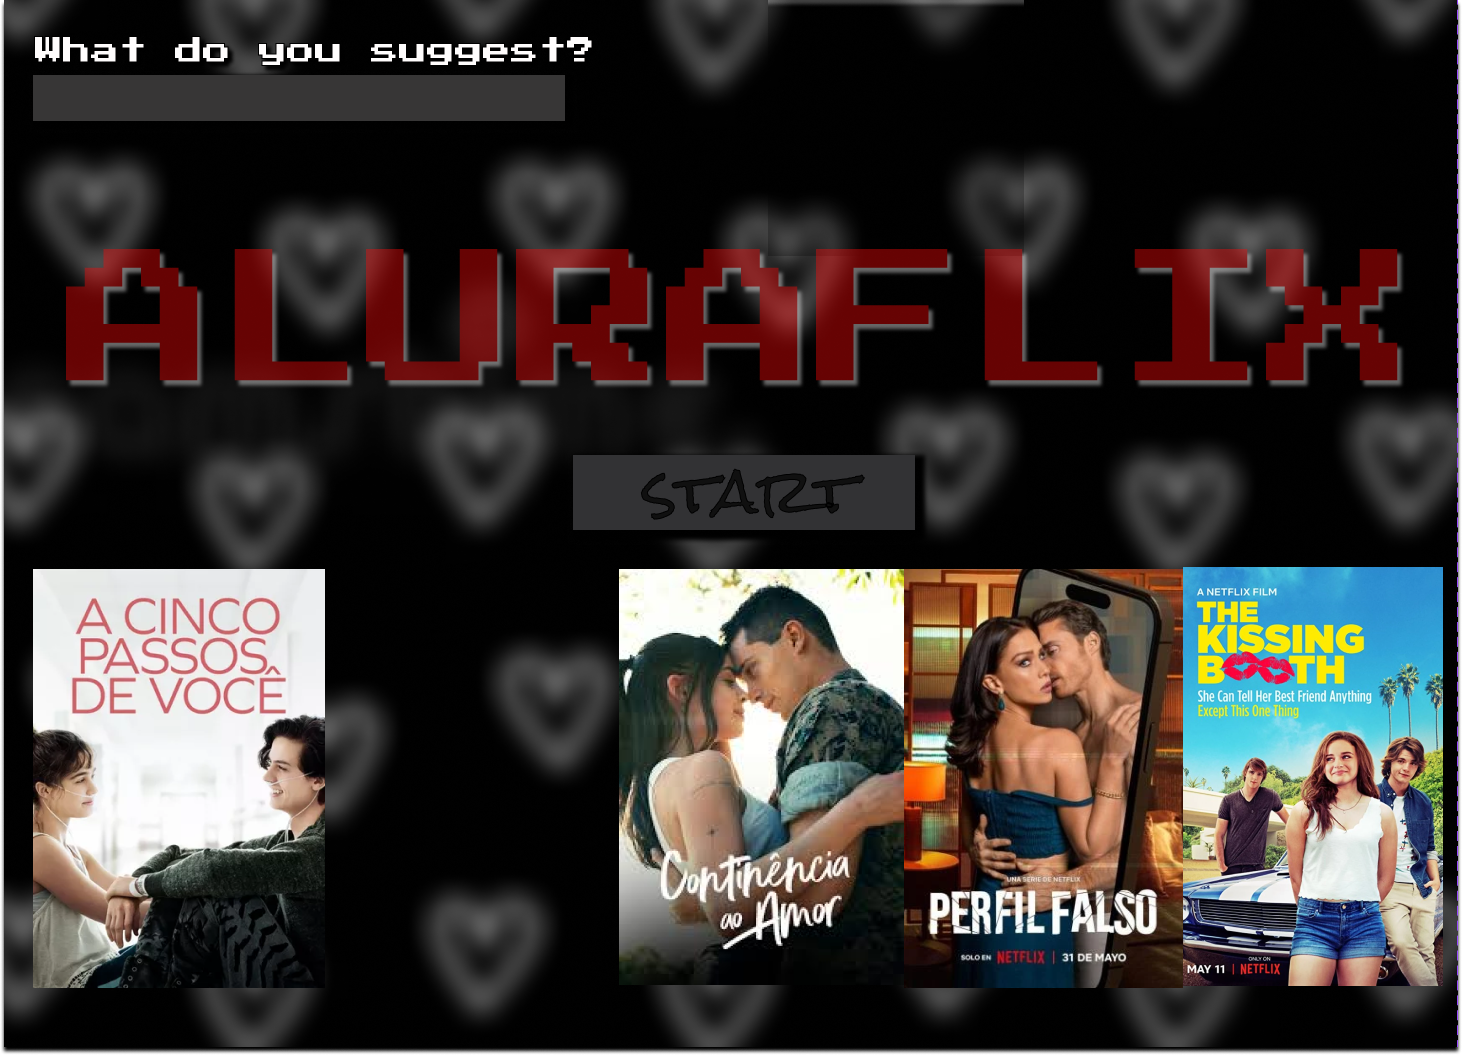 What do you suggest?
ALURAFLIX
START
A CINCO
PASSOS
DE VOCÊ
Continência
ao Amor
UNA SERIE DE NETFLIX
PERFIL FALSO
SOLO EN NETFLIX | 31 DE MAYO
A NETFLIX FILM
THE
KISSING
BOOTH
She Can Tell Her Best Friend Anything
Except This One Thing
ONLY ON
MAY 11 | NETFLIX